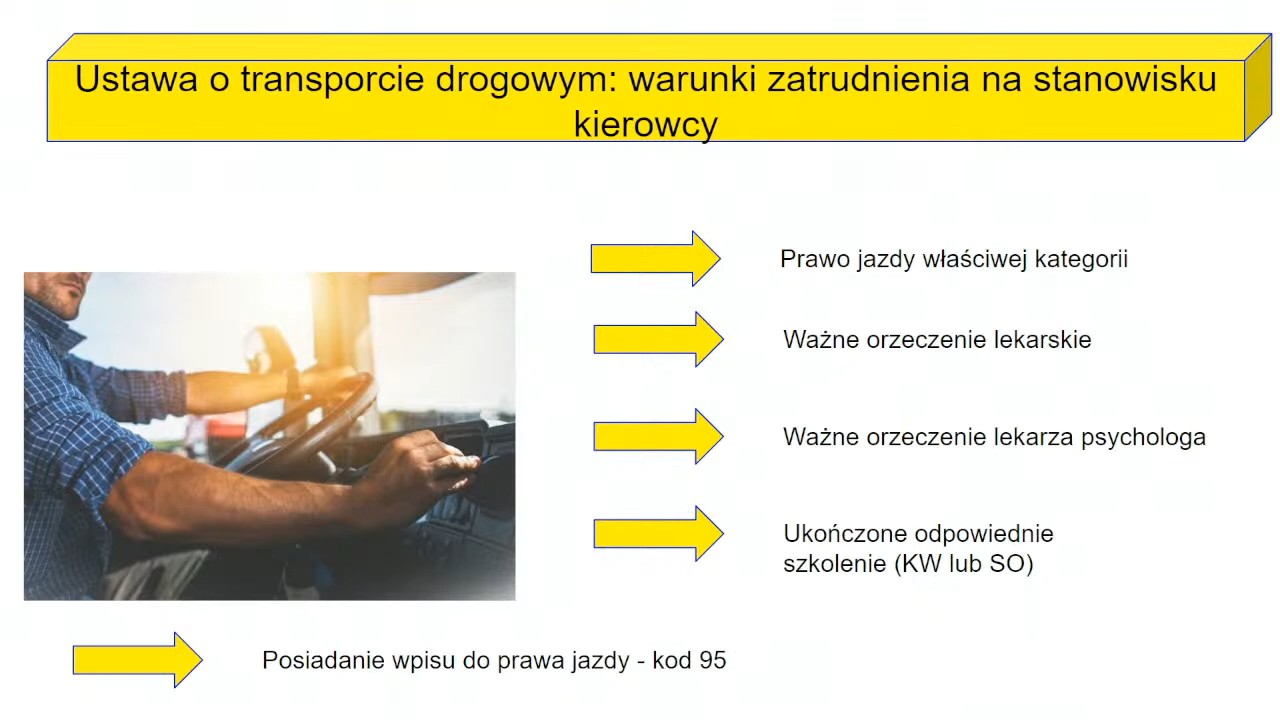 Ustawa o transporcie drogowym: warunki zatrudnienia na stanowisku
kierowcy
Prawo jazdy właściwej kategorii
Ważne orzeczenie lekarskie
Ważne orzeczenie lekarza psychologa
Ukończone odpowiednie
szkolenie (KW lub SO)
Posiadanie wpisu do prawa jazdy - kod 95